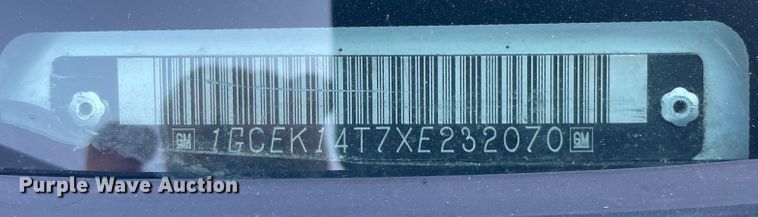 GM 1GCEK14T7XE232070 GM
Purple Wave Auction